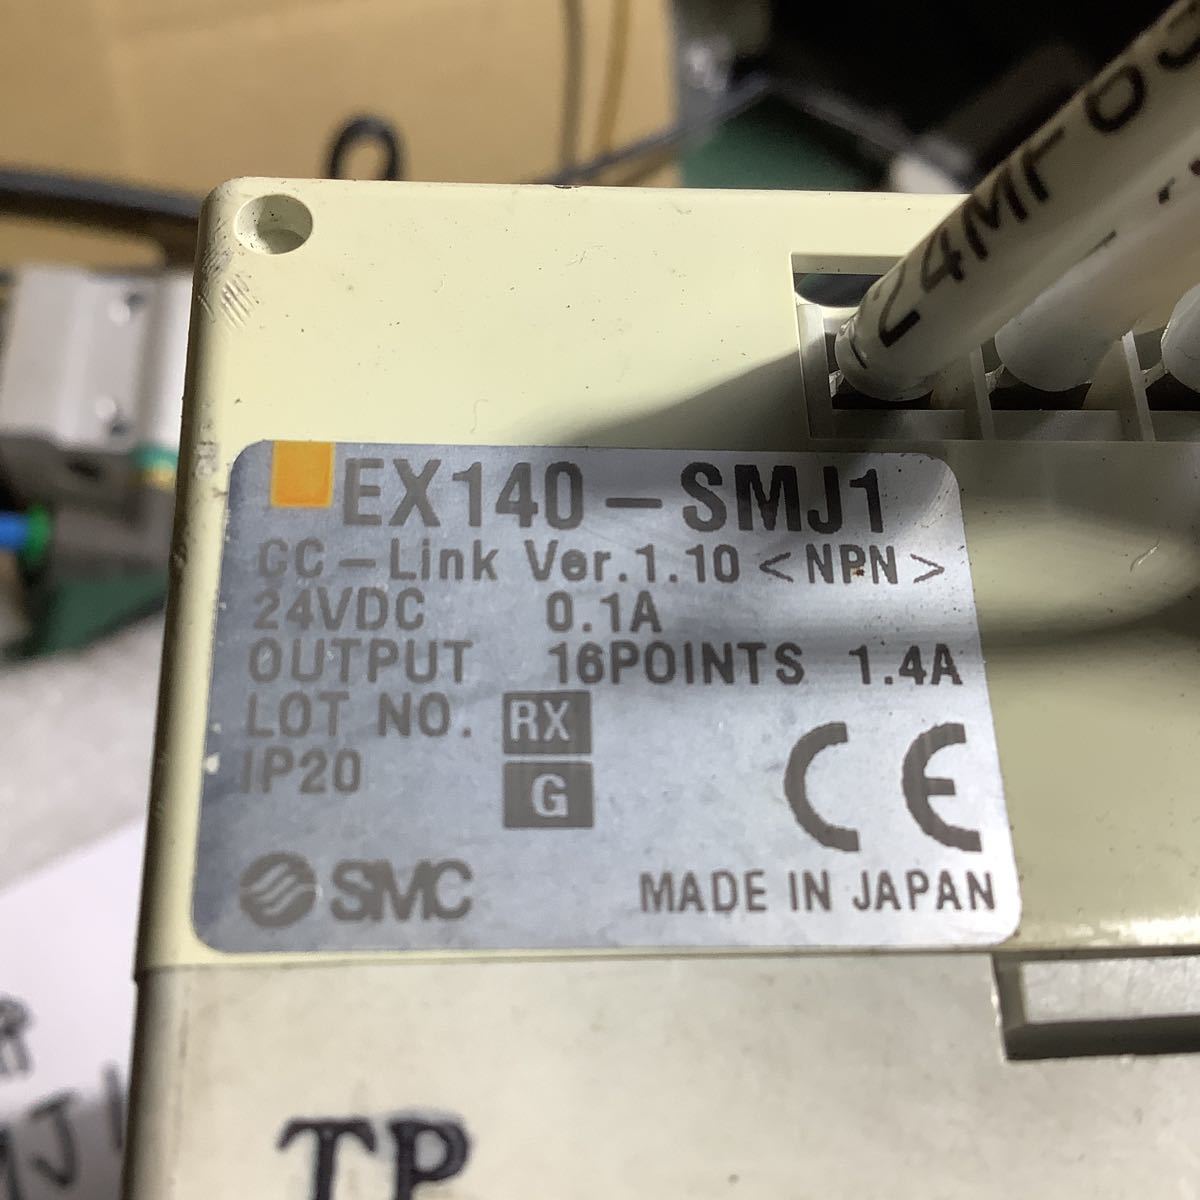 24MF
EX140-SMJ1
CC-Link Ver.1.10 <NPN>
24VDC 0.1A
OUTPUT 16POINTS 1.4A
LOT NO. RX
IP20 G
CE
SMC
MADE IN JAPAN
TP